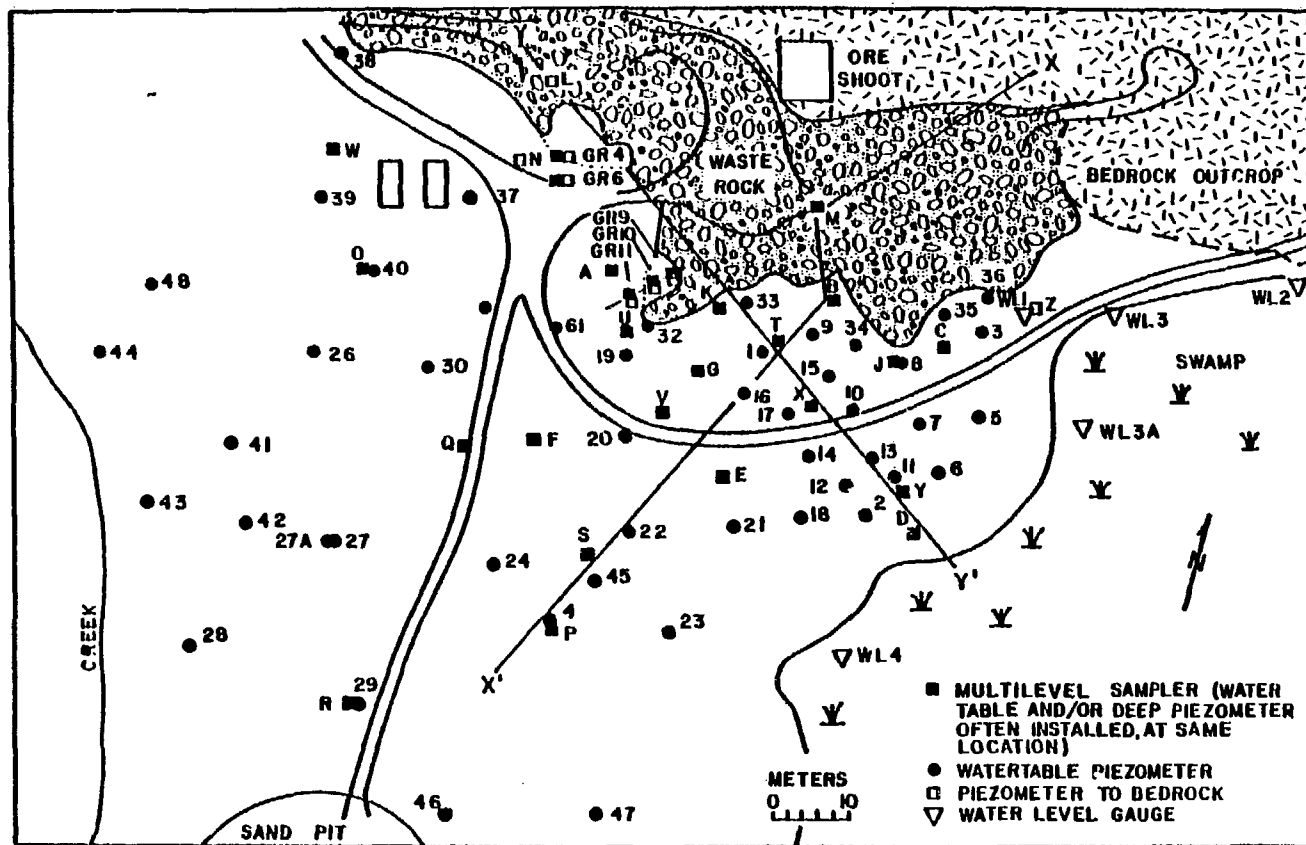 38
ORE
SHOOT
X
Y
L
W
N
GR4
GR6
WASTE
ROCK
BEDROCK OUTCROP
39
37
M
GR9
GR10
GR11
A
H
O
40
48
K
33
B
36
WL1
Z
WL2
WL3
61
U
32
T
9
34
35
C
3
44
26
30
19
G
1
15
J
8
SWAMP
V
16
17
X
10
7
5
WL3A
41
Q
F
20
14
13
E
12
11
6
Y
43
42
27A
27
S
22
21
18
2
D
24
45
Y'
N
4
P
23
CREEK
28
X'
WL4
R
29
MULTILEVEL SAMPLER (WATER
TABLE AND/OR DEEP PIEZOMETER
OFTEN INSTALLED, AT SAME
LOCATION)
METERS
0 10
WATERTABLE PIEZOMETER
PIEZOMETER TO BEDROCK
WATER LEVEL GAUGE
46
47
SAND PIT